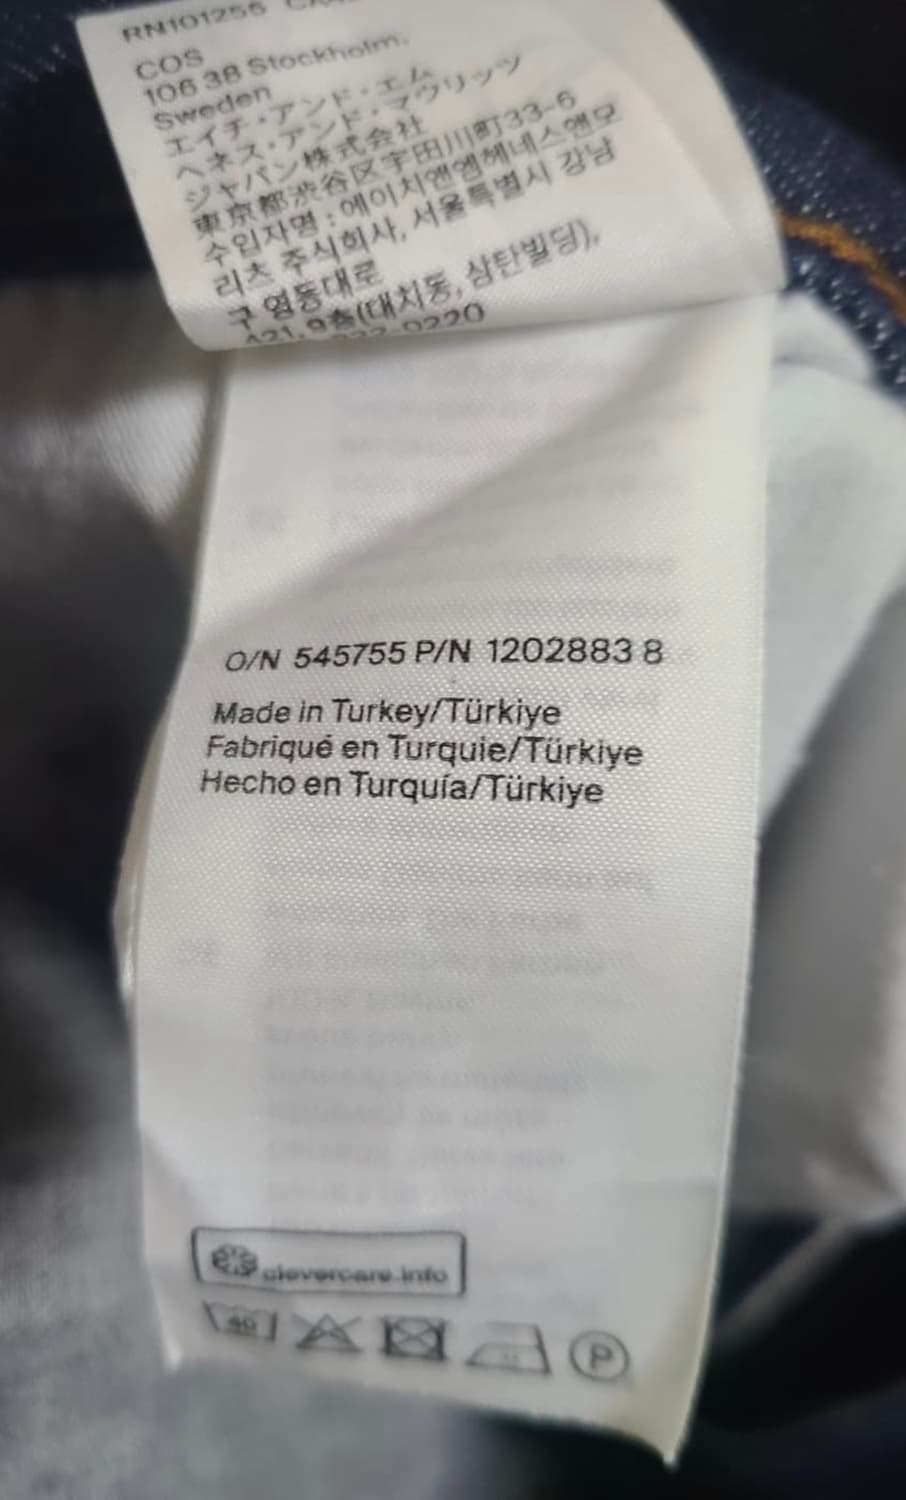 RN101255
COS
106 38 Stockholm,
Sweden
エイチ・アンド・エム
ヘネス・アンド・マウリッツ
ジャパン株式会社
東京都渋谷区宇田川町33-6
수입자명 : 에이치앤엠헤네스앤모
리츠 주식회사, 서울특별시 강남
구 영동대로
421, 9층(대치동, 삼탄빌딩),
-0220
O/N 545755 P/N 1202883 8
Made in Turkey/Türkiye
Fabriqué en Turquie/Türkiye
Hecho en Turquía/Türkiye
clevercare.info
40
P